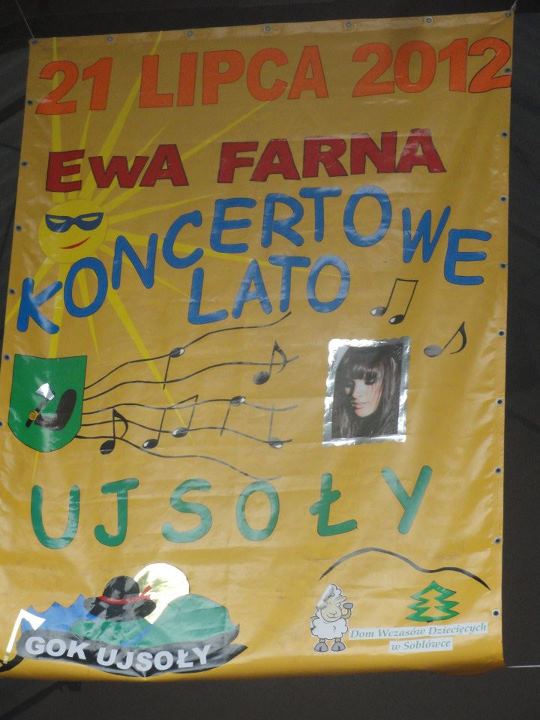 21 LIPCA 2012
EWA FARNA
KONCERTOWE
LATO
UJSOŁY
GOK UJSOŁY
Dom Wczasów Dziecięcych
w Soblówce